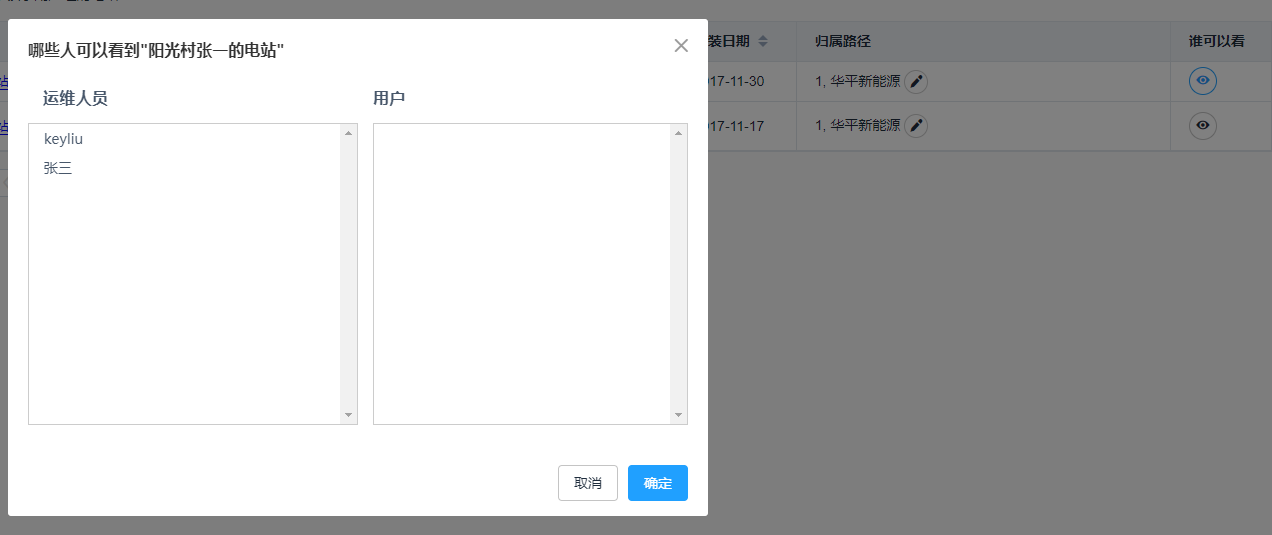 哪些人可以看到"阳光村张一的电站"
运维人员
用户
keyliu
张三
取消
确定
装日期
归属路径
谁可以看
站
17-11-30
1, 华平新能源
站
17-11-17
1, 华平新能源